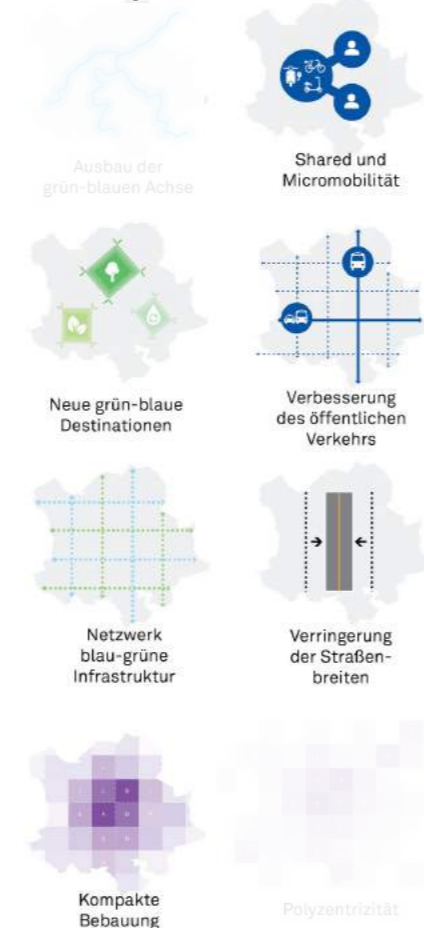 Ausbau der
grün-blauen Achse
Shared und
Micromobilität
Neue grün-blaue
Destinationen
Verbesserung
des öffentlichen
Verkehrs
Netzwerk
blau-grüne
Infrastruktur
Verringerung
der Straßen-
breiten
Kompakte
Bebauung
Polyzentrizität